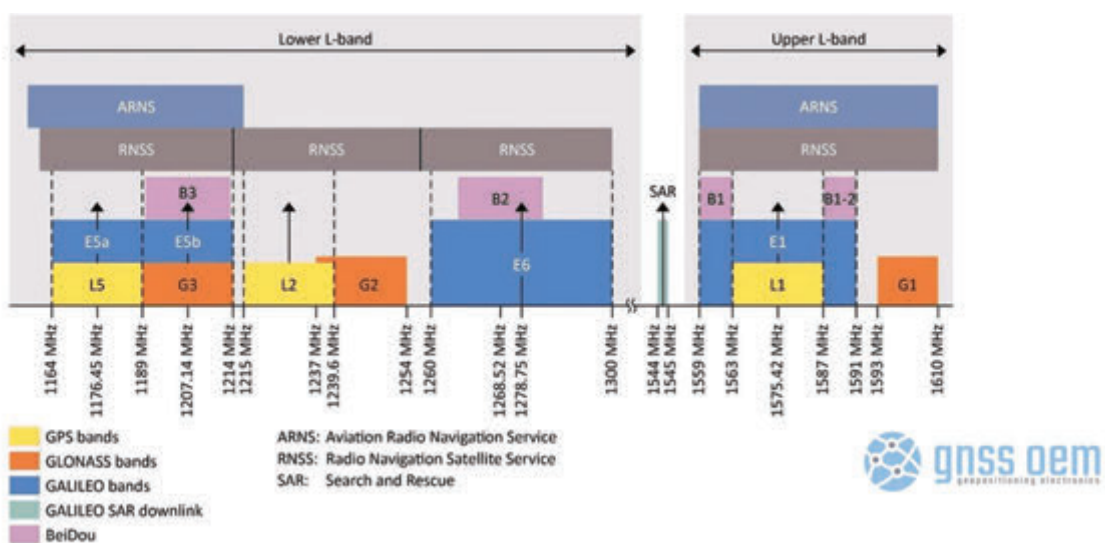 Lower L-band
Upper L-band
ARNS
ARNS
RNSS
RNSS
RNSS
RNSS
B3
B2
SAR
B1
B1-2
E5a
E5b
E6
E1
L5
G3
L2
G2
L1
G1
1164 MHz
1176.45 MHz
1189 MHz
1207.14 MHz
1214 MHz
1215 MHz
1237 MHz
1239.6 MHz
1254 MHz
1260 MHz
1268.52 MHz
1278.75 MHz
1300 MHz
1544 MHz
1545 MHz
1559 MHz
1563 MHz
1575.42 MHz
1587 MHz
1591 MHz
1593 MHz
1610 MHz
GPS bands
GLONASS bands
GALILEO bands
GALILEO SAR downlink
BeiDou
ARNS: Aviation Radio Navigation Service
RNSS: Radio Navigation Satellite Service
SAR: Search and Rescue
gnss oem
geopositioning electronics